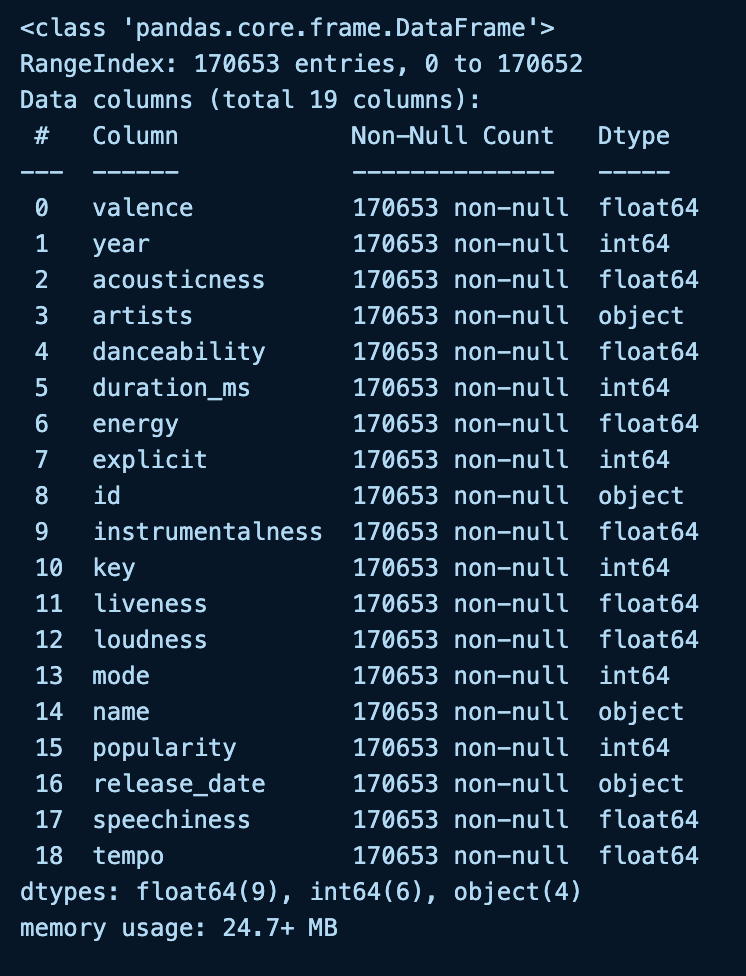 <class 'pandas.core.frame.DataFrame'>
RangeIndex: 170653 entries, 0 to 170652
Data columns (total 19 columns):
 #   Column            Non-Null Count   Dtype
---  ------            --------------   -----
 0   valence           170653 non-null  float64
 1   year              170653 non-null  int64
 2   acousticness      170653 non-null  float64
 3   artists           170653 non-null  object
 4   danceability      170653 non-null  float64
 5   duration_ms       170653 non-null  int64
 6   energy            170653 non-null  float64
 7   explicit          170653 non-null  int64
 8   id                170653 non-null  object
 9   instrumentalness  170653 non-null  float64
 10  key               170653 non-null  int64
 11  liveness          170653 non-null  float64
 12  loudness          170653 non-null  float64
 13  mode              170653 non-null  int64
 14  name              170653 non-null  object
 15  popularity        170653 non-null  int64
 16  release_date      170653 non-null  object
 17  speechiness       170653 non-null  float64
 18  tempo             170653 non-null  float64
dtypes: float64(9), int64(6), object(4)
memory usage: 24.7+ MB